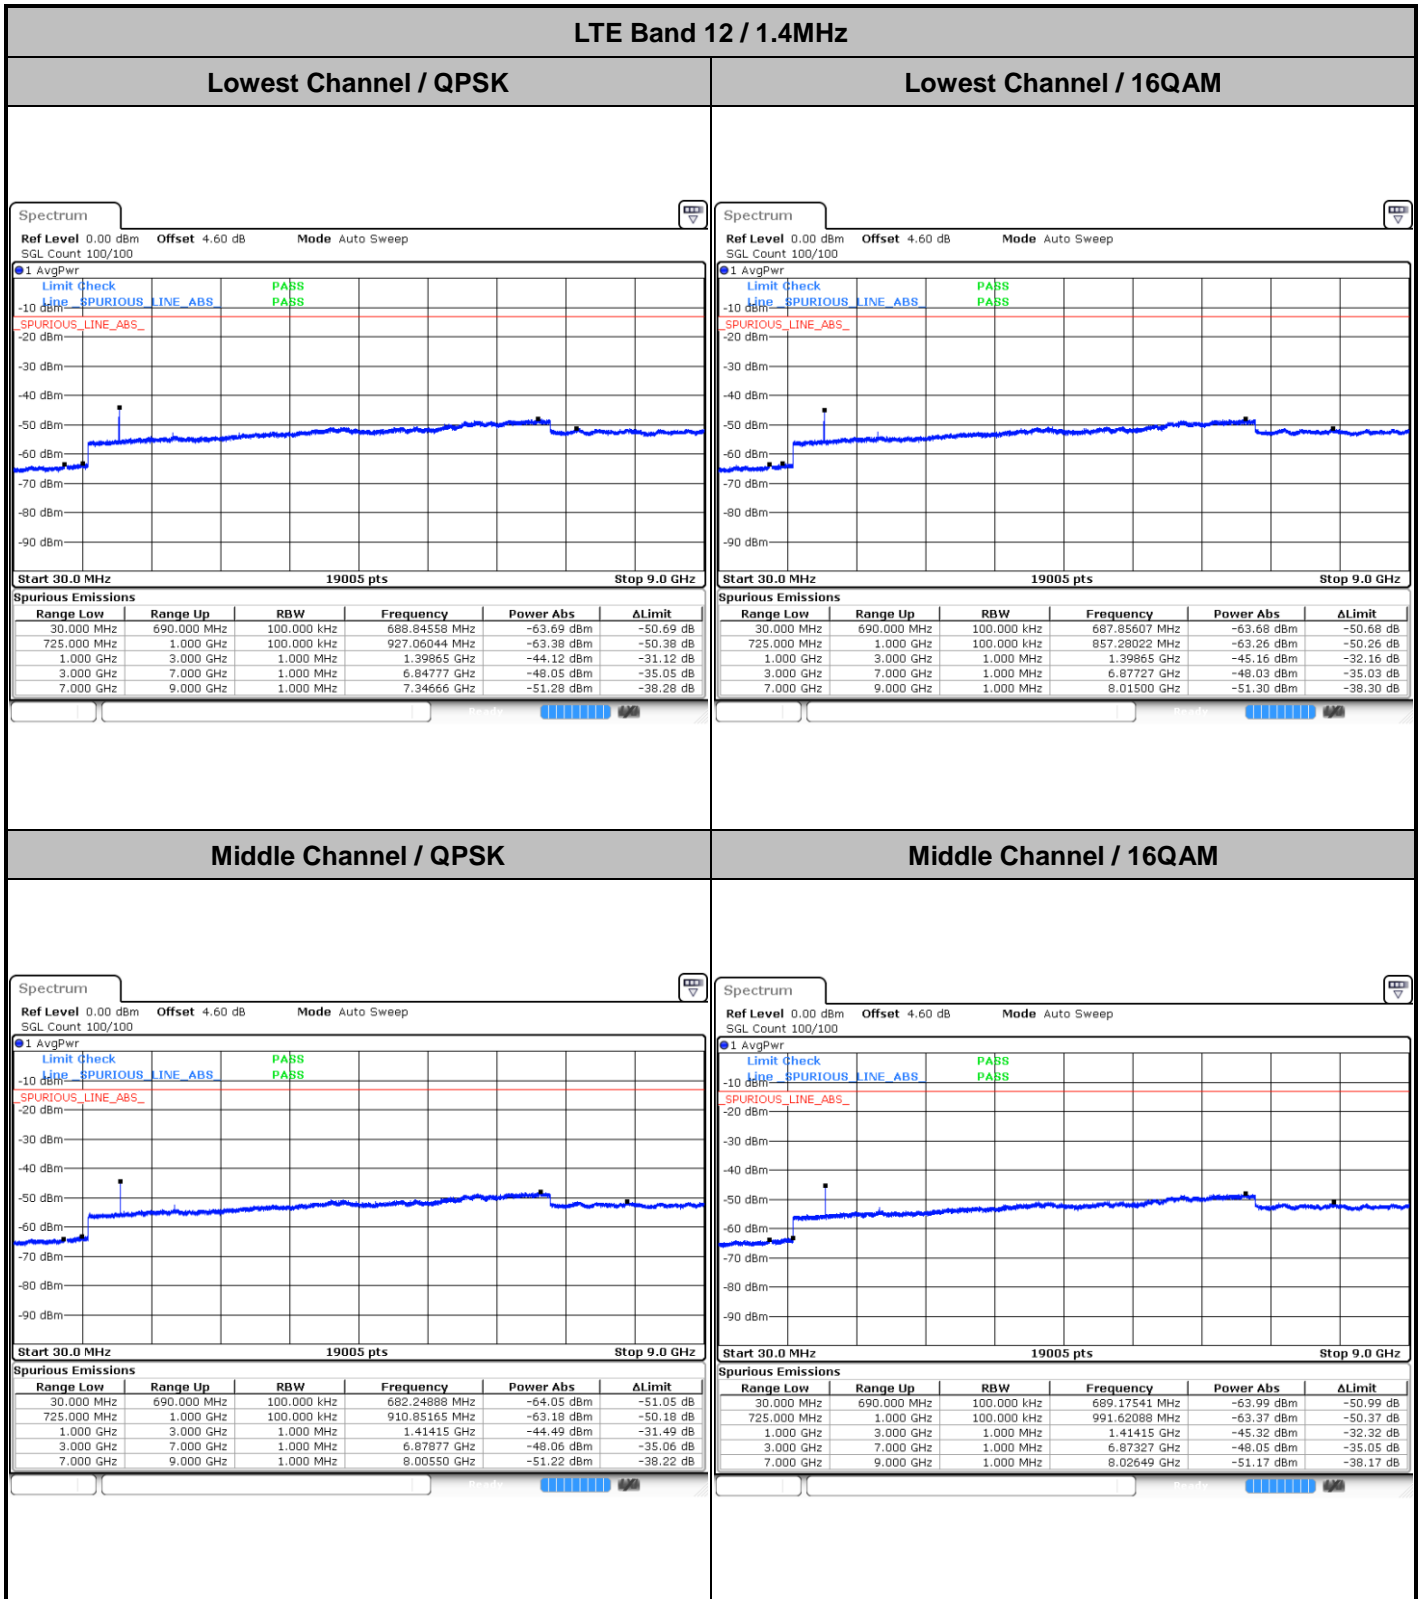 LTE Band 12 / 1.4MHz
Lowest Channel / QPSK
Lowest Channel / 16QAM
Spectrum
Ref Level 0.00 dBm Offset 4.60 dB Mode Auto Sweep
SGL Count 100/100
1 AvgPwr
Limit Check PASS
Line _SPURIOUS_LINE_ABS_ PASS
-10 dBm
_SPURIOUS_LINE_ABS_
-20 dBm
-30 dBm
-40 dBm
-50 dBm
-60 dBm
-70 dBm
-80 dBm
-90 dBm
Start 30.0 MHz 19005 pts Stop 9.0 GHz
Spurious Emissions
Range Low Range Up RBW Frequency Power Abs ΔLimit
30.000 MHz 690.000 MHz 100.000 kHz 688.84558 MHz -63.69 dBm -50.69 dB
725.000 MHz 1.000 GHz 100.000 kHz 927.06044 MHz -63.38 dBm -50.38 dB
1.000 GHz 3.000 GHz 1.000 MHz 1.39865 GHz -44.12 dBm -31.12 dB
3.000 GHz 7.000 GHz 1.000 MHz 6.84777 GHz -48.05 dBm -35.05 dB
7.000 GHz 9.000 GHz 1.000 MHz 7.34666 GHz -51.28 dBm -38.28 dB
Ready
Spectrum
Ref Level 0.00 dBm Offset 4.60 dB Mode Auto Sweep
SGL Count 100/100
1 AvgPwr
Limit Check PASS
Line _SPURIOUS_LINE_ABS_ PASS
-10 dBm
_SPURIOUS_LINE_ABS_
-20 dBm
-30 dBm
-40 dBm
-50 dBm
-60 dBm
-70 dBm
-80 dBm
-90 dBm
Start 30.0 MHz 19005 pts Stop 9.0 GHz
Spurious Emissions
Range Low Range Up RBW Frequency Power Abs ΔLimit
30.000 MHz 690.000 MHz 100.000 kHz 687.85607 MHz -63.68 dBm -50.68 dB
725.000 MHz 1.000 GHz 100.000 kHz 857.28022 MHz -63.26 dBm -50.26 dB
1.000 GHz 3.000 GHz 1.000 MHz 1.39865 GHz -45.16 dBm -32.16 dB
3.000 GHz 7.000 GHz 1.000 MHz 6.87727 GHz -48.03 dBm -35.03 dB
7.000 GHz 9.000 GHz 1.000 MHz 8.01500 GHz -51.30 dBm -38.30 dB
Ready
Middle Channel / QPSK
Middle Channel / 16QAM
Spectrum
Ref Level 0.00 dBm Offset 4.60 dB Mode Auto Sweep
SGL Count 100/100
1 AvgPwr
Limit Check PASS
Line _SPURIOUS_LINE_ABS_ PASS
-10 dBm
_SPURIOUS_LINE_ABS_
-20 dBm
-30 dBm
-40 dBm
-50 dBm
-60 dBm
-70 dBm
-80 dBm
-90 dBm
Start 30.0 MHz 19005 pts Stop 9.0 GHz
Spurious Emissions
Range Low Range Up RBW Frequency Power Abs ΔLimit
30.000 MHz 690.000 MHz 100.000 kHz 682.24888 MHz -64.05 dBm -51.05 dB
725.000 MHz 1.000 GHz 100.000 kHz 910.85165 MHz -63.18 dBm -50.18 dB
1.000 GHz 3.000 GHz 1.000 MHz 1.41415 GHz -44.49 dBm -31.49 dB
3.000 GHz 7.000 GHz 1.000 MHz 6.87877 GHz -48.06 dBm -35.06 dB
7.000 GHz 9.000 GHz 1.000 MHz 8.00550 GHz -51.22 dBm -38.22 dB
Ready
Spectrum
Ref Level 0.00 dBm Offset 4.60 dB Mode Auto Sweep
SGL Count 100/100
1 AvgPwr
Limit Check PASS
Line _SPURIOUS_LINE_ABS_ PASS
-10 dBm
_SPURIOUS_LINE_ABS_
-20 dBm
-30 dBm
-40 dBm
-50 dBm
-60 dBm
-70 dBm
-80 dBm
-90 dBm
Start 30.0 MHz 19005 pts Stop 9.0 GHz
Spurious Emissions
Range Low Range Up RBW Frequency Power Abs ΔLimit
30.000 MHz 690.000 MHz 100.000 kHz 689.17541 MHz -63.99 dBm -50.99 dB
725.000 MHz 1.000 GHz 100.000 kHz 991.62088 MHz -63.37 dBm -50.37 dB
1.000 GHz 3.000 GHz 1.000 MHz 1.41415 GHz -45.32 dBm -32.32 dB
3.000 GHz 7.000 GHz 1.000 MHz 6.87327 GHz -48.05 dBm -35.05 dB
7.000 GHz 9.000 GHz 1.000 MHz 8.02649 GHz -51.17 dBm -38.17 dB
Ready